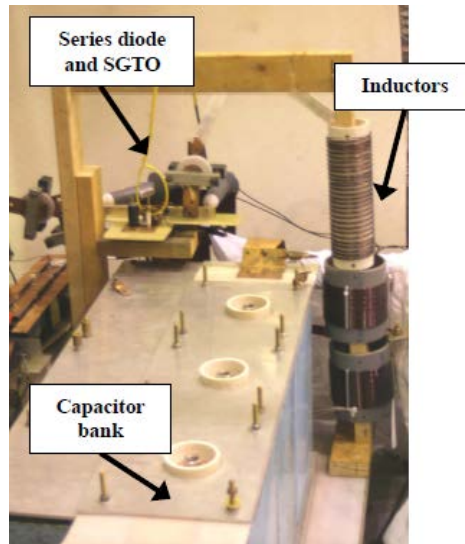 Series diode
and SGTO
Inductors
Capacitor
bank